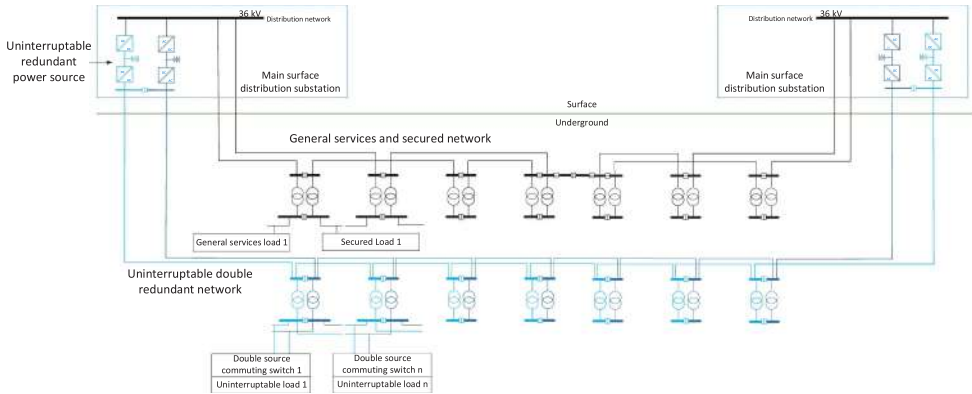 36 kV
Distribution network
Uninterruptable
redundant
power source
Main surface
distribution substation
36 kV
Distribution network
Main surface
distribution substation
Surface
Underground
General services and secured network
General services load 1
Secured Load 1
Uninterruptable double
redundant network
Double source
commuting switch 1
Uninterruptable load 1
Double source
commuting switch n
Uninterruptable load n